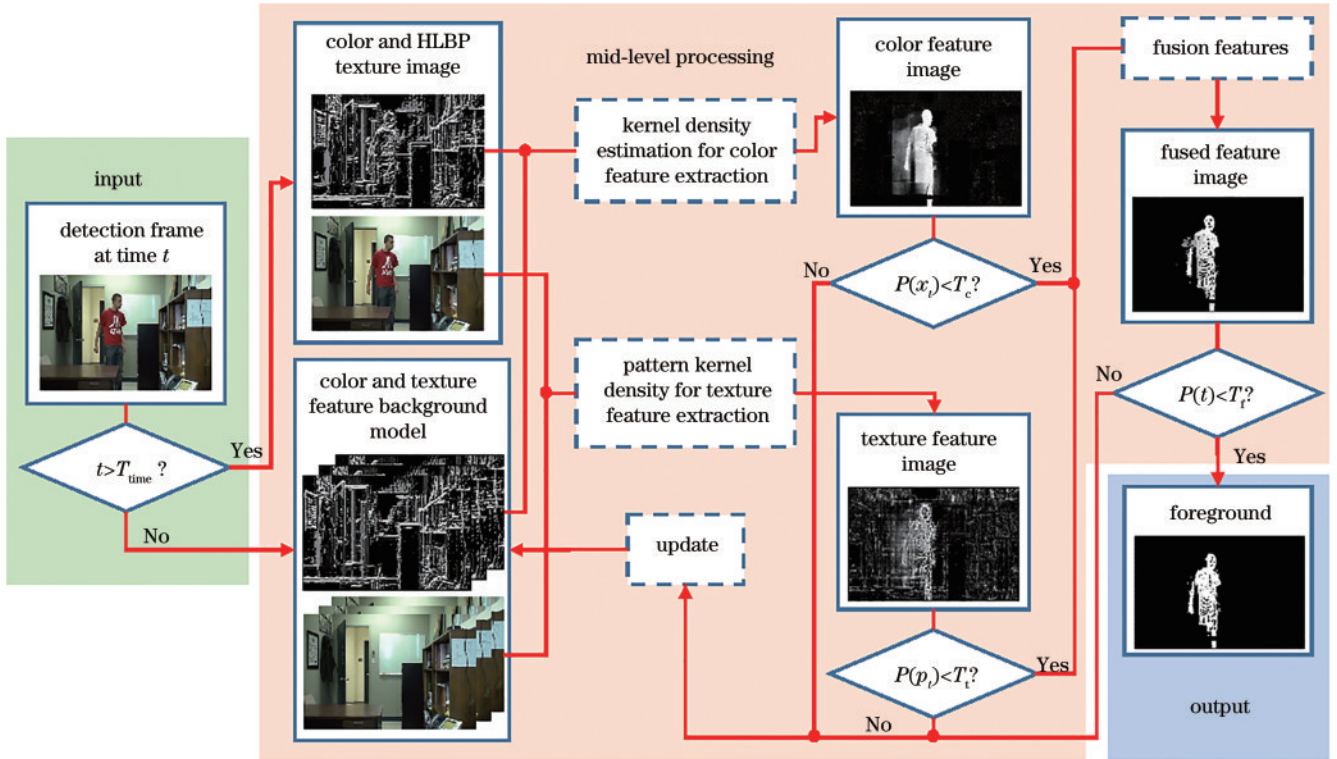 input
detection frame
at time t
t>T_time ?
Yes
No
color and HLBP
texture image
color and texture
feature background
model
mid-level processing
kernel density
estimation for color
feature extraction
pattern kernel
density for texture
feature extraction
update
color feature
image
P(x_t)<T_c?
No
Yes
texture feature
image
P(p_t)<T_t?
Yes
No
fusion features
fused feature
image
P(t)<T_f?
No
Yes
foreground
output